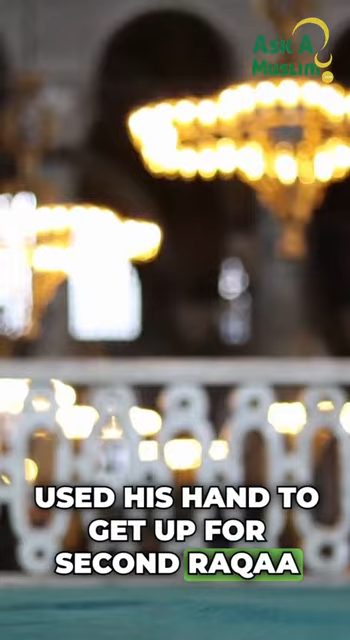 ASK A
MUSLIM
USED HIS HAND TO
GET UP FOR
SECOND RAQAA